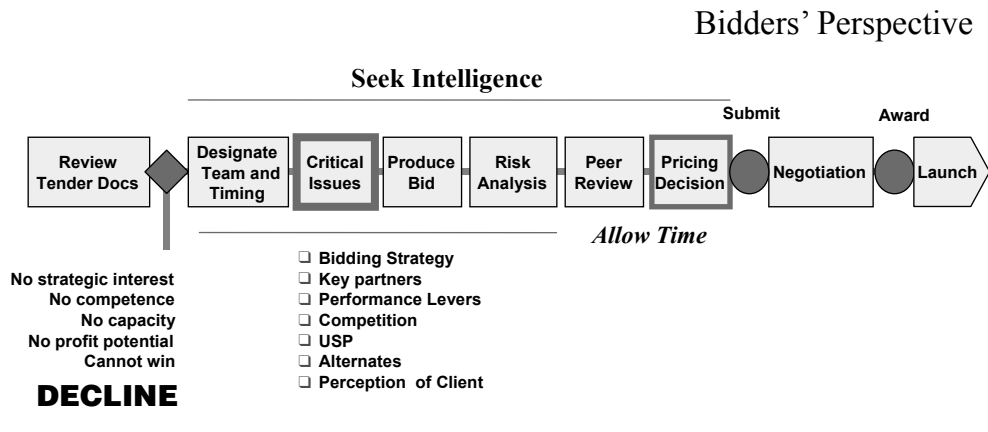 Bidders' Perspective
Seek Intelligence
Submit
Award
Review
Tender Docs
Designate
Team and
Timing
Critical
Issues
Produce
Bid
Risk
Analysis
Peer
Review
Pricing
Decision
Negotiation
Launch
Allow Time
No strategic interest
No competence
No capacity
No profit potential
Cannot win
DECLINE
❑ Bidding Strategy
❑ Key partners
❑ Performance Levers
❑ Competition
❑ USP
❑ Alternates
❑ Perception of Client